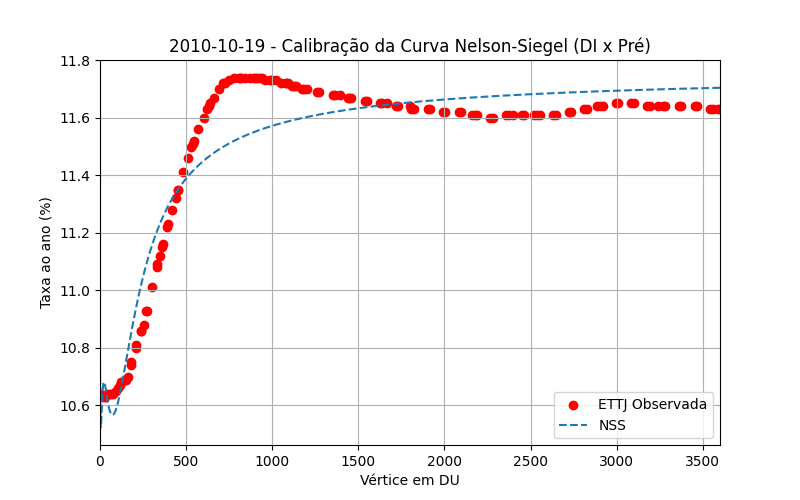 2010-10-19 - Calibração da Curva Nelson-Siegel (DI x Pré)
11.8
11.6
11.4
11.2
11.0
10.8
10.6
Taxa ao ano (%)
0 500 1000 1500 2000 2500 3000 3500
Vértice em DU
ETTJ Observada
NSS